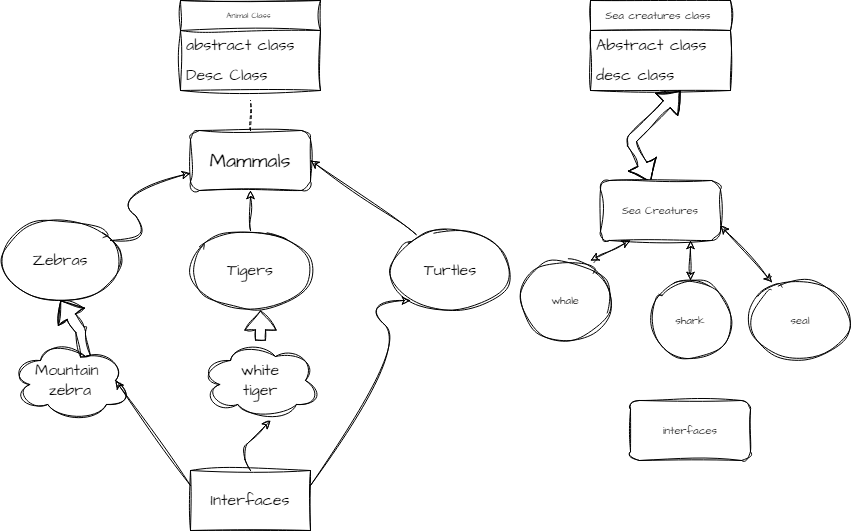 Animal Class
abstract class
Desc Class
Sea creatures class
Abstract class
desc class
Mammals
Sea Creatures
Zebras
Tigers
Turtles
whale
shark
seal
Mountain
zebra
white
tiger
interfaces
Interfaces